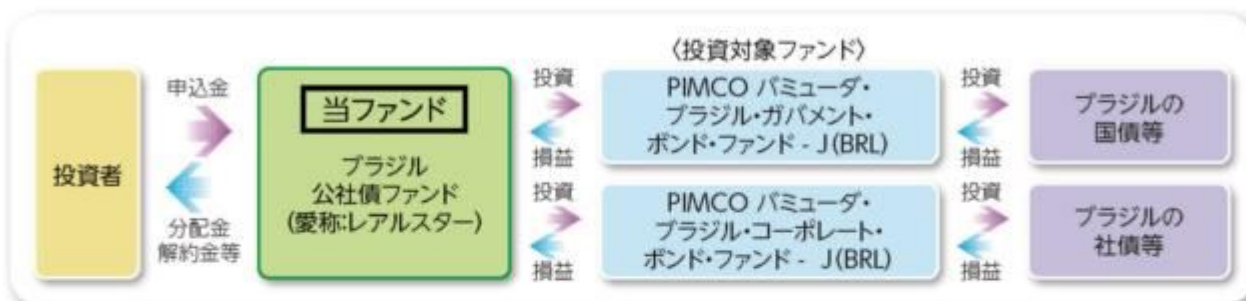 〈投資対象ファンド〉
投資者
申込金
分配金
解約金等
当ファンド
ブラジル
公社債ファンド
(愛称:レアルスター)
投資
損益
PIMCO バミューダ・
ブラジル・ガバメント・
ボンド・ファンド - J(BRL)
投資
損益
ブラジルの
国債等
投資
損益
PIMCO バミューダ・
ブラジル・コーポレート・
ボンド・ファンド - J(BRL)
投資
損益
ブラジルの
社債等